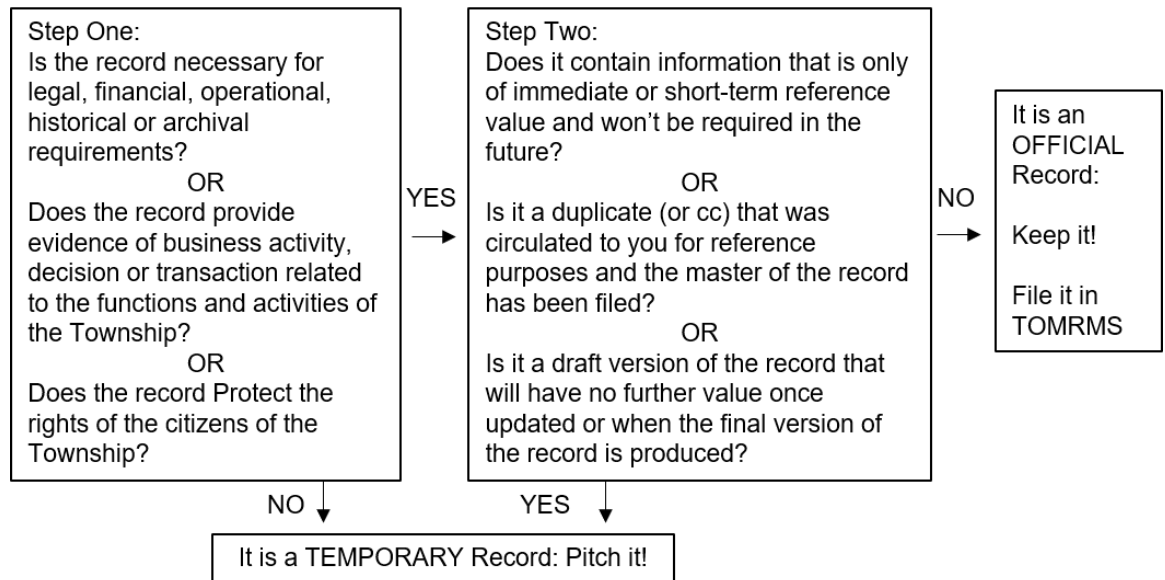 Step One:
Is the record necessary for
legal, financial, operational,
historical or archival
requirements?
OR
Does the record provide
evidence of business activity,
decision or transaction related
to the functions and activities of
the Township?
OR
Does the record Protect the
rights of the citizens of the
Township?
YES
Step Two:
Does it contain information that is only
of immediate or short-term reference
value and won’t be required in the
future?
OR
Is it a duplicate (or cc) that was
circulated to you for reference
purposes and the master of the record
has been filed?
OR
Is it a draft version of the record that
will have no further value once
updated or when the final version of
the record is produced?
NO
It is an
OFFICIAL
Record:
Keep it!
File it in
TOMRMS
NO
YES
It is a TEMPORARY Record: Pitch it!